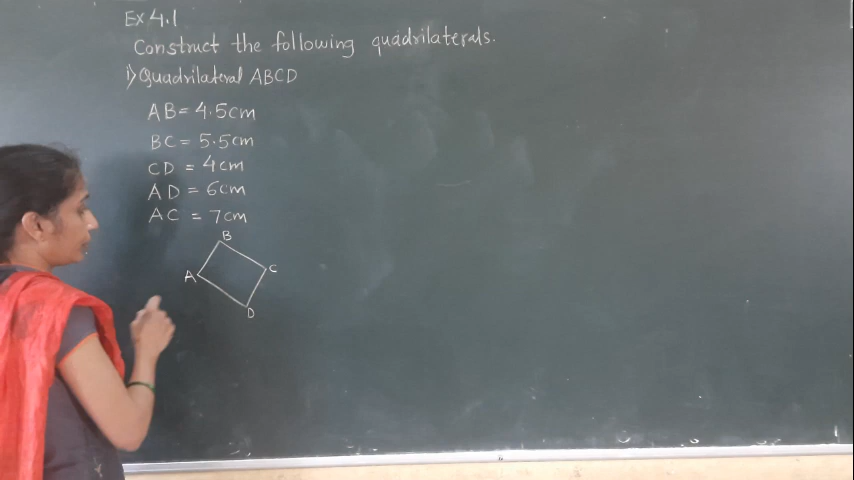 Ex 4.1
Construct the following quadrilaterals.
i) Quadrilateral ABCD
AB = 4.5cm
BC = 5.5cm
CD = 4cm
AD = 6cm
AC = 7cm
B
A
C
D